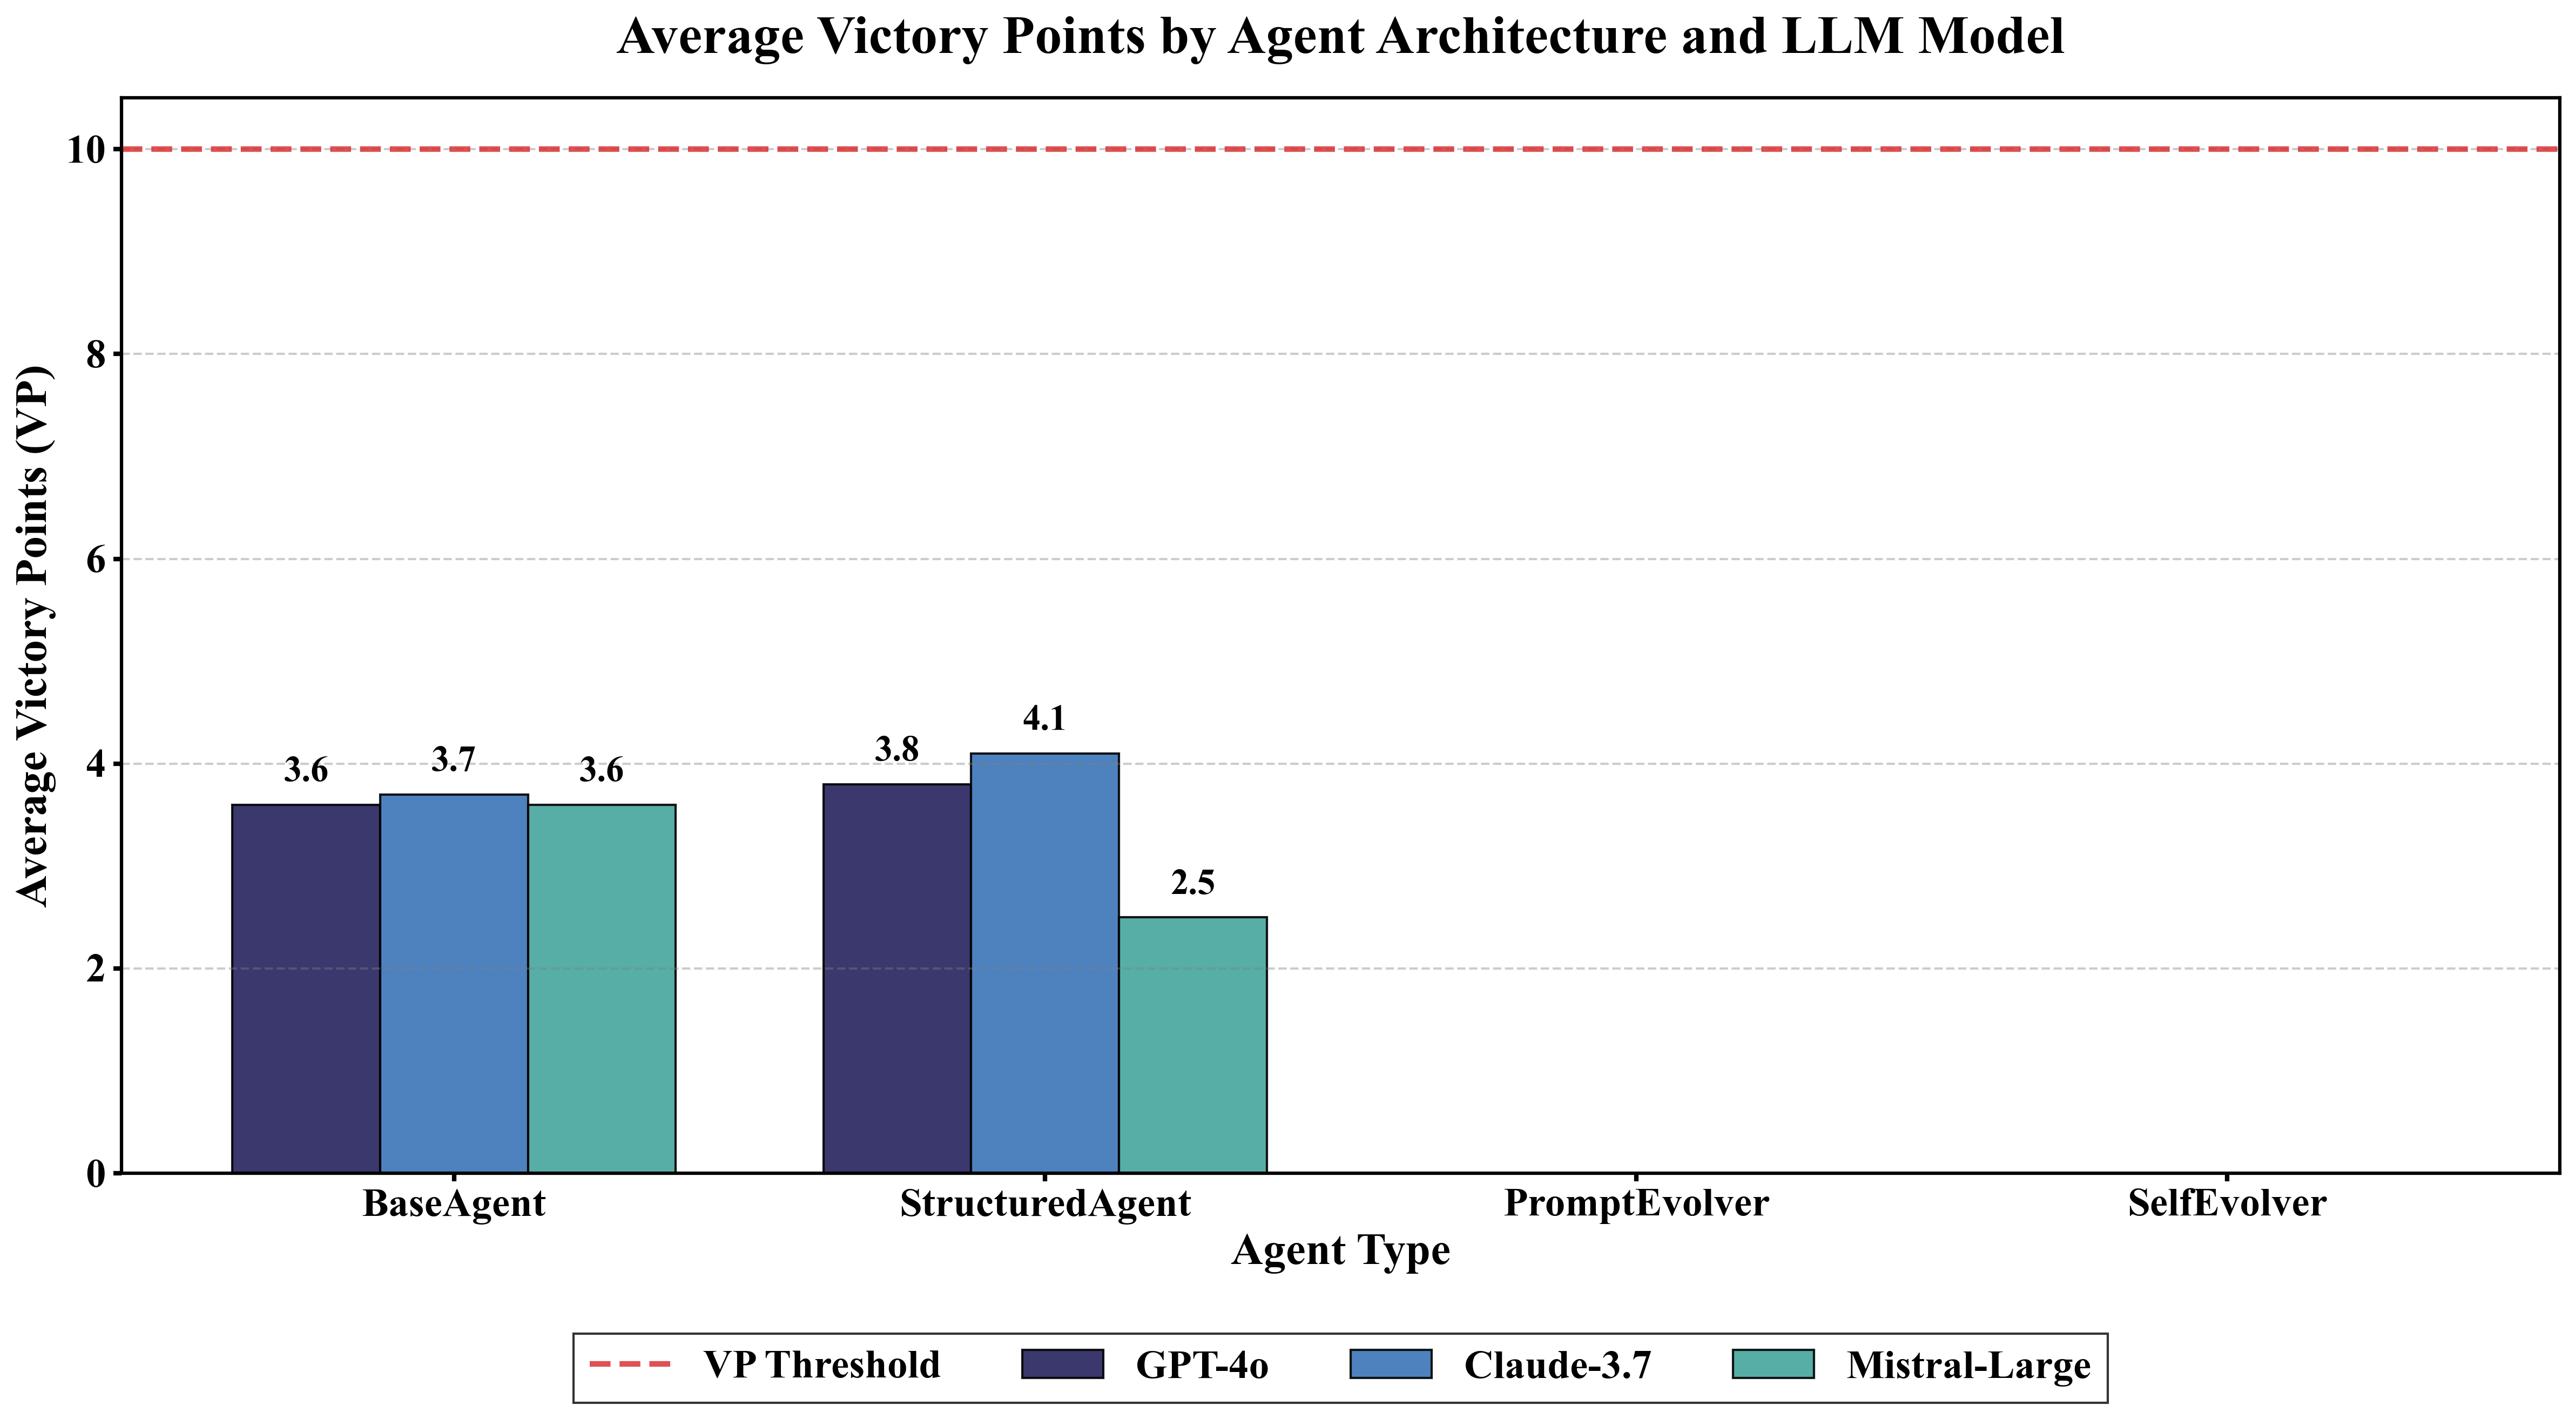 Average Victory Points by Agent Architecture and LLM Model
Average Victory Points (VP)
10
8
6
4
2
0
3.6
3.7
3.6
3.8
4.1
2.5
BaseAgent
StructuredAgent
PromptEvolver
SelfEvolver
Agent Type
VP Threshold
GPT-4o
Claude-3.7
Mistral-Large